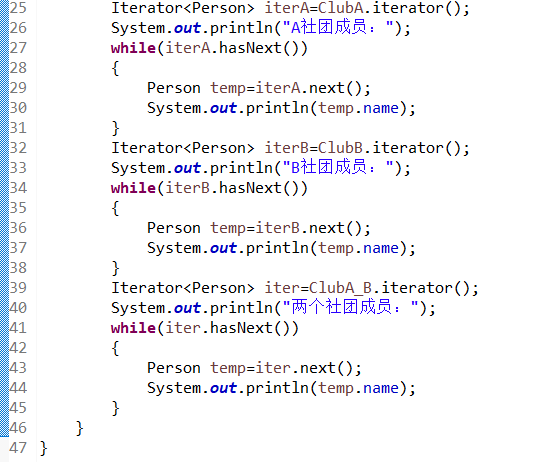 25        Iterator<Person> iterA=ClubA.iterator();
26        System.out.println("A社团成员：");
27        while(iterA.hasNext())
28        {
29            Person temp=iterA.next();
30            System.out.println(temp.name);
31        }
32        Iterator<Person> iterB=ClubB.iterator();
33        System.out.println("B社团成员：");
34        while(iterB.hasNext())
35        {
36            Person temp=iterB.next();
37            System.out.println(temp.name);
38        }
39        Iterator<Person> iter=ClubA_B.iterator();
40        System.out.println("两个社团成员：");
41        while(iter.hasNext())
42        {
43            Person temp=iter.next();
44            System.out.println(temp.name);
45        }
46    }
47 }